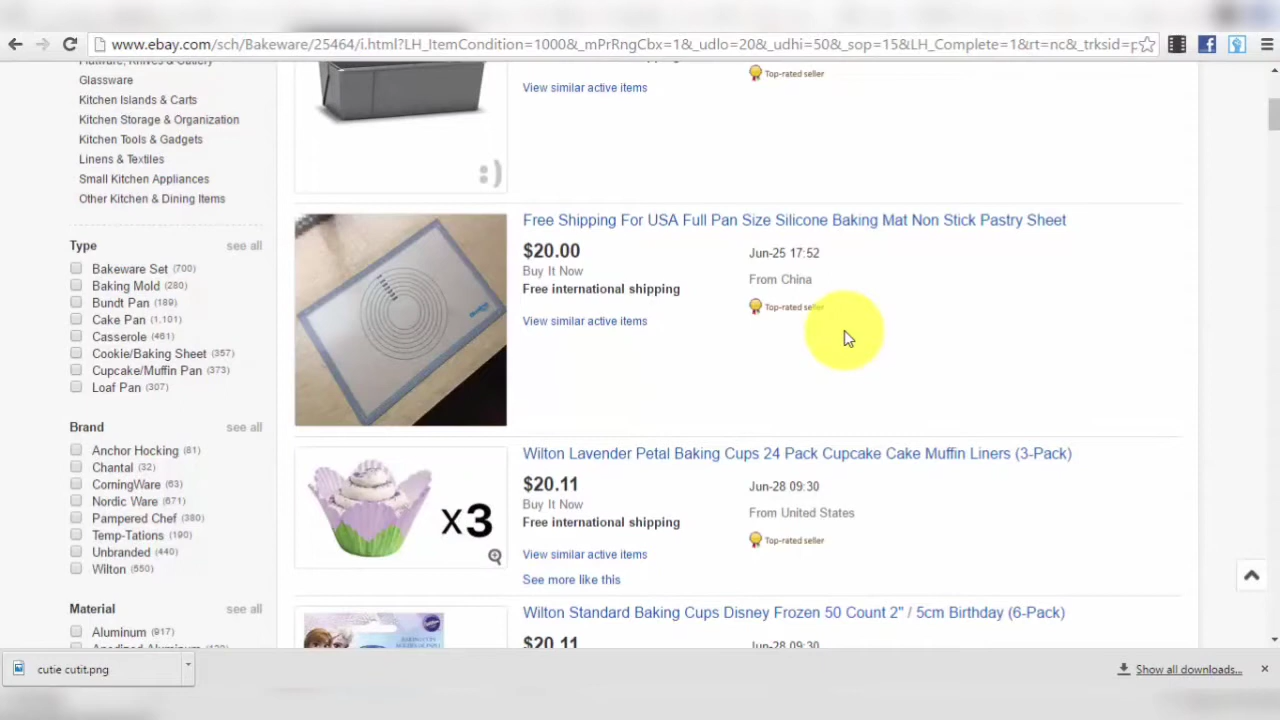 www.ebay.com/sch/Bakeware/25464/i.html?LH_ItemCondition=1000&_mPrRngCbx=1&_udlo=20&_udhi=50&_sop=15&LH_Complete=1&rt=nc&_trksid=p
Flatware, Knives & Cutlery
Glassware
Kitchen Islands & Carts
Kitchen Storage & Organization
Kitchen Tools & Gadgets
Linens & Textiles
Small Kitchen Appliances
Other Kitchen & Dining Items
Type see all
Bakeware Set (700)
Baking Mold (280)
Bundt Pan (189)
Cake Pan (1,101)
Casserole (461)
Cookie/Baking Sheet (357)
Cupcake/Muffin Pan (373)
Loaf Pan (307)
Brand see all
Anchor Hocking (81)
Chantal (32)
CorningWare (63)
Nordic Ware (671)
Pampered Chef (380)
Temp-Tations (190)
Unbranded (440)
Wilton (550)
Material see all
Aluminum (917)
Top-rated seller
View similar active items
:)
Free Shipping For USA Full Pan Size Silicone Baking Mat Non Stick Pastry Sheet
$20.00
Jun-25 17:52
Buy It Now
From China
Free international shipping
Top-rated seller
View similar active items
Wilton Lavender Petal Baking Cups 24 Pack Cupcake Cake Muffin Liners (3-Pack)
$20.11
Jun-28 09:30
Buy It Now
From United States
Free international shipping
Top-rated seller
View similar active items
See more like this
x3
Wilton Standard Baking Cups Disney Frozen 50 Count 2" / 5cm Birthday (6-Pack)
$20.11
Jun-28 09:30
cutie cutit.png
Show all downloads...